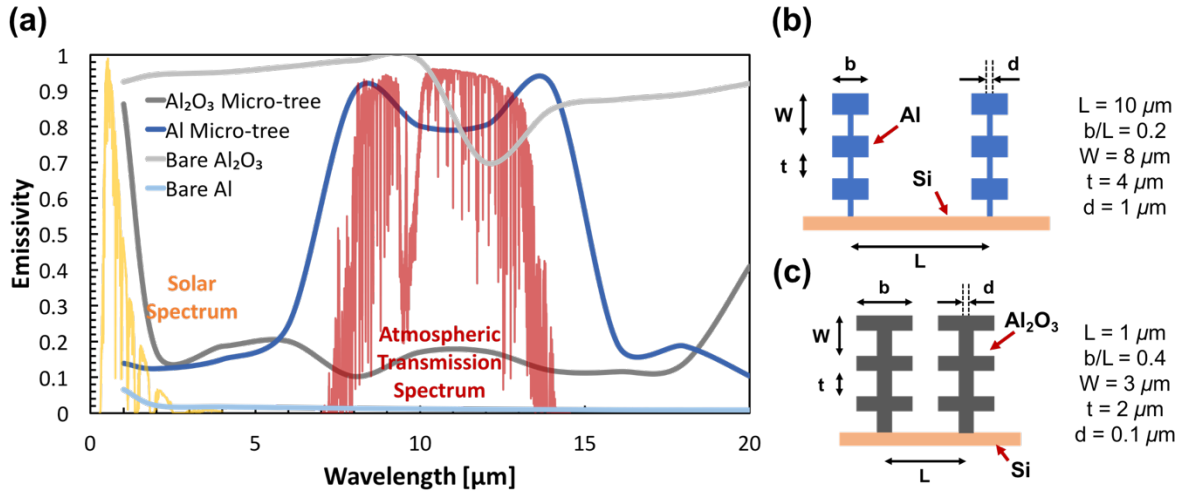 (a)
Emissivity
1
0.9
0.8
0.7
0.6
0.5
0.4
0.3
0.2
0.1
0
Al₂O₃ Micro-tree
Al Micro-tree
Bare Al₂O₃
Bare Al
Solar
Spectrum
Atmospheric
Transmission
Spectrum
0 5 10 15 20
Wavelength [μm]
(b)
b
d
W
t
Al
Si
L
L = 10 μm
b/L = 0.2
W = 8 μm
t = 4 μm
d = 1 μm
(c)
b
d
W
t
Al₂O₃
Si
L
L = 1 μm
b/L = 0.4
W = 3 μm
t = 2 μm
d = 0.1 μm